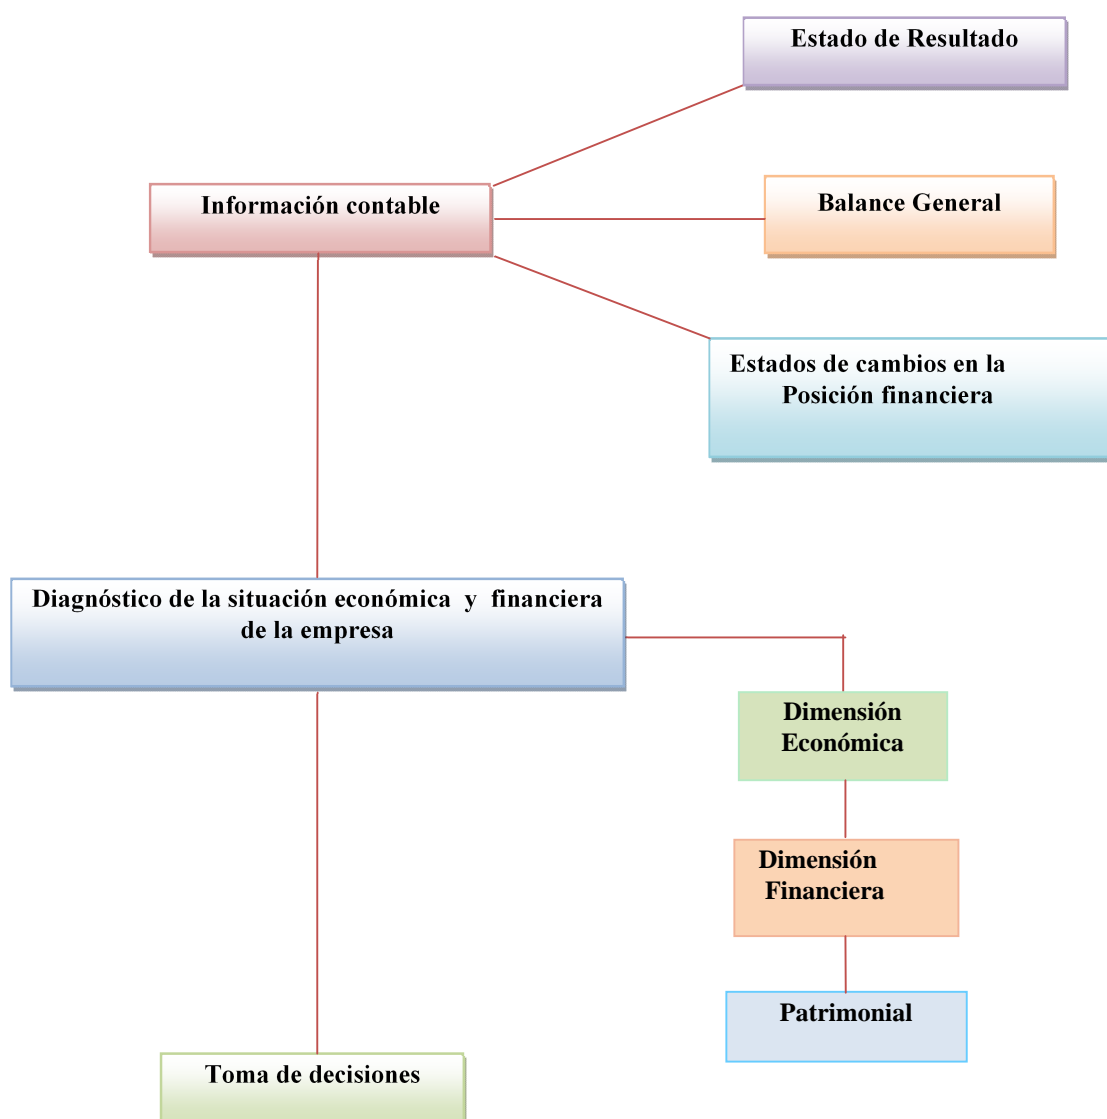 Estado de Resultado
Información contable
Balance General
Estados de cambios en la
Posición financiera
Diagnóstico de la situación económica y financiera
de la empresa
Dimensión
Económica
Dimensión
Financiera
Patrimonial
Toma de decisiones